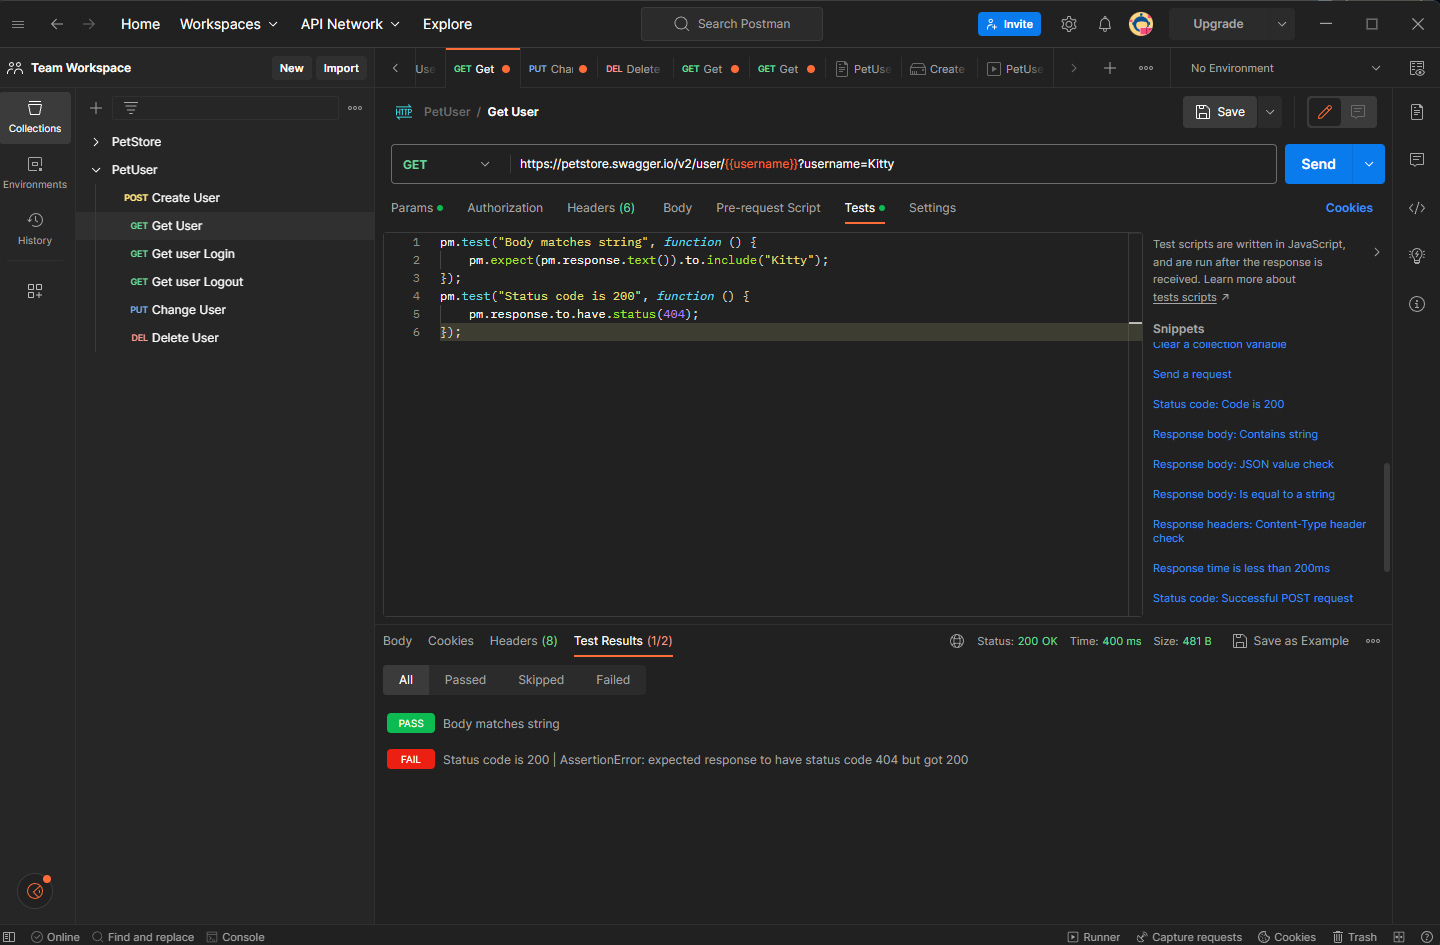 Home Workspaces API Network Explore Search Postman Invite Upgrade
Team Workspace New Import
Use GET Get PUT Char DEL Delete GET Get GET Get PetUse Create PetUse No Environment
Collections
Environments
History
PetStore
PetUser
POST Create User
GET Get User
GET Get user Login
GET Get user Logout
PUT Change User
DEL Delete User
HTTP PetUser / Get User Save
GET https://petstore.swagger.io/v2/user/{{username}}?username=Kitty Send
Params Authorization Headers (6) Body Pre-request Script Tests Settings Cookies
1 pm.test("Body matches string", function () {
2 pm.expect(pm.response.text()).to.include("Kitty");
3 });
4 pm.test("Status code is 200", function () {
5 pm.response.to.have.status(404);
6 });
Test scripts are written in JavaScript,
and are run after the response is
received. Learn more about
tests scripts ↗
Snippets
Clear a collection variable
Send a request
Status code: Code is 200
Response body: Contains string
Response body: JSON value check
Response body: Is equal to a string
Response headers: Content-Type header
check
Response time is less than 200ms
Status code: Successful POST request
Body Cookies Headers (8) Test Results (1/2) Status: 200 OK Time: 400 ms Size: 481 B Save as Example
All Passed Skipped Failed
PASS Body matches string
FAIL Status code is 200 | AssertionError: expected response to have status code 404 but got 200
Online Find and replace Console Runner Capture requests Cookies Trash